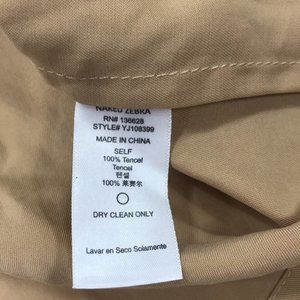 NAKED ZEBRA
RN# 136628
STYLE# YJ108399
MADE IN CHINA
SELF
100% Tencel
Tencel
텐셀
100% 莱赛尔
DRY CLEAN ONLY
Lavar en Seco Solamente